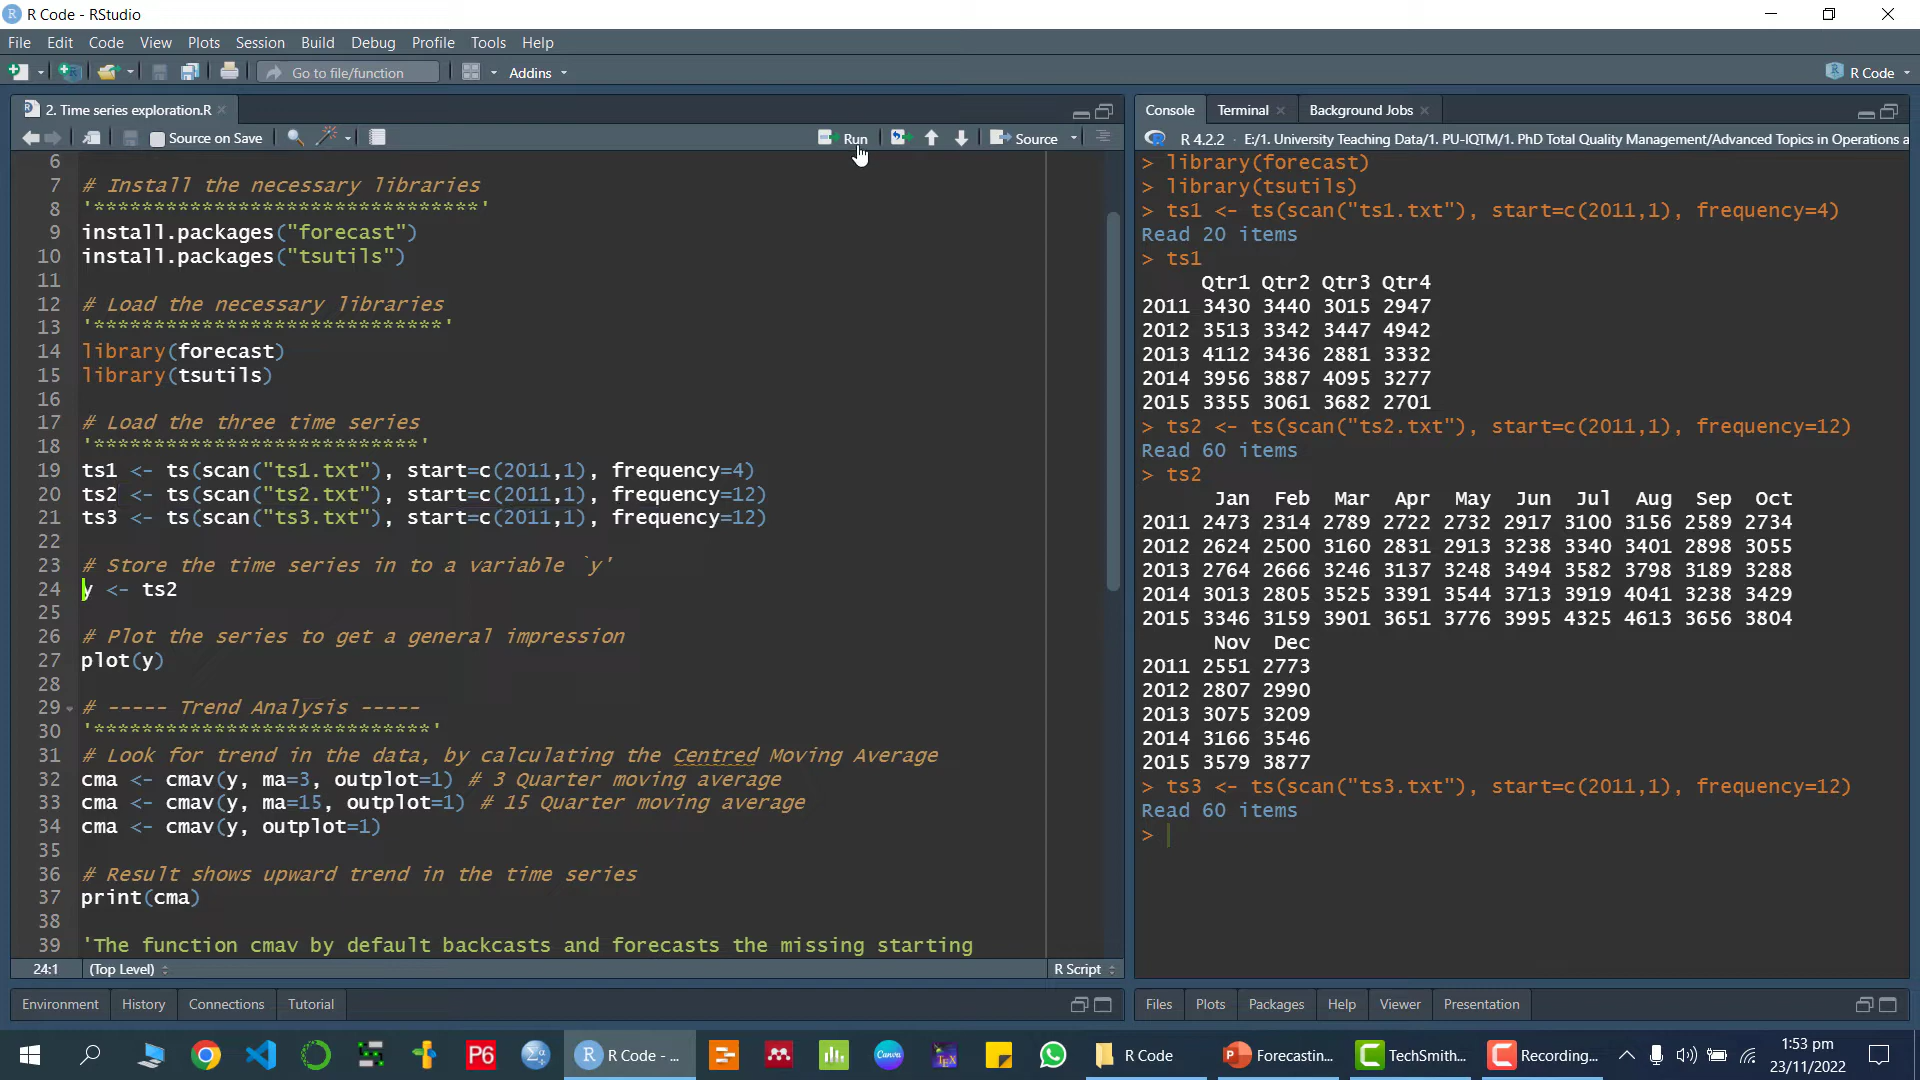 R Code - RStudio
File Edit Code View Plots Session Build Debug Profile Tools Help
Go to file/function Addins R Code
2. Time series exploration.R
Source on Save Run Source
6
7 # Install the necessary libraries
8 '********************************'
9 install.packages("forecast")
10 install.packages("tsutils")
11
12 # Load the necessary libraries
13 '*****************************'
14 library(forecast)
15 library(tsutils)
16
17 # Load the three time series
18 '***************************'
19 ts1 <- ts(scan("ts1.txt"), start=c(2011,1), frequency=4)
20 ts2 <- ts(scan("ts2.txt"), start=c(2011,1), frequency=12)
21 ts3 <- ts(scan("ts3.txt"), start=c(2011,1), frequency=12)
22
23 # Store the time series in to a variable `y'
24 y <- ts2
25
26 # Plot the series to get a general impression
27 plot(y)
28
29 # ----- Trend Analysis -----
30 '****************************'
31 # Look for trend in the data, by calculating the Centred Moving Average
32 cma <- cmav(y, ma=3, outplot=1) # 3 Quarter moving average
33 cma <- cmav(y, ma=15, outplot=1) # 15 Quarter moving average
34 cma <- cmav(y, outplot=1)
35
36 # Result shows upward trend in the time series
37 print(cma)
38
39 'The function cmav by default backcasts and forecasts the missing starting
24:1 (Top Level) R Script
Environment History Connections Tutorial
Console Terminal Background Jobs
R 4.2.2 · E:/1. University Teaching Data/1. PU-IQTM/1. PhD Total Quality Management/Advanced Topics in Operations a
> library(forecast)
> library(tsutils)
> ts1 <- ts(scan("ts1.txt"), start=c(2011,1), frequency=4)
Read 20 items
> ts1
Qtr1 Qtr2 Qtr3 Qtr4
2011 3430 3440 3015 2947
2012 3513 3342 3447 4942
2013 4112 3436 2881 3332
2014 3956 3887 4095 3277
2015 3355 3061 3682 2701
> ts2 <- ts(scan("ts2.txt"), start=c(2011,1), frequency=12)
Read 60 items
> ts2
Jan Feb Mar Apr May Jun Jul Aug Sep Oct
2011 2473 2314 2789 2722 2732 2917 3100 3156 2589 2734
2012 2624 2500 3160 2831 2913 3238 3340 3401 2898 3055
2013 2764 2666 3246 3137 3248 3494 3582 3798 3189 3288
2014 3013 2805 3525 3391 3544 3713 3919 4041 3238 3429
2015 3346 3159 3901 3651 3776 3995 4325 4613 3656 3804
Nov Dec
2011 2551 2773
2012 2807 2990
2013 3075 3209
2014 3166 3546
2015 3579 3877
> ts3 <- ts(scan("ts3.txt"), start=c(2011,1), frequency=12)
Read 60 items
>
Files Plots Packages Help Viewer Presentation
P6 R Code - ... R Code Forecasting... TechSmith... Recording...
1:53 pm
23/11/2022